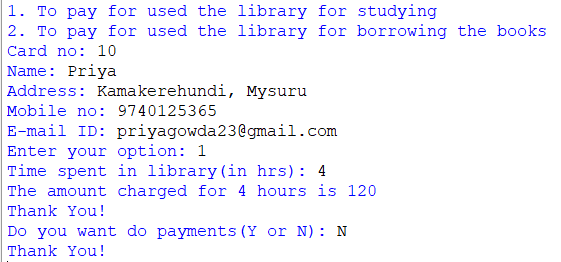 1. To pay for used the library for studying
2. To pay for used the library for borrowing the books
Card no: 10
Name: Priya
Address: Kamakerehundi, Mysuru
Mobile no: 9740125365
E-mail ID: priyagowda23@gmail.com
Enter your option: 1
Time spent in library(in hrs): 4
The amount charged for 4 hours is 120
Thank You!
Do you want do payments(Y or N): N
Thank You!